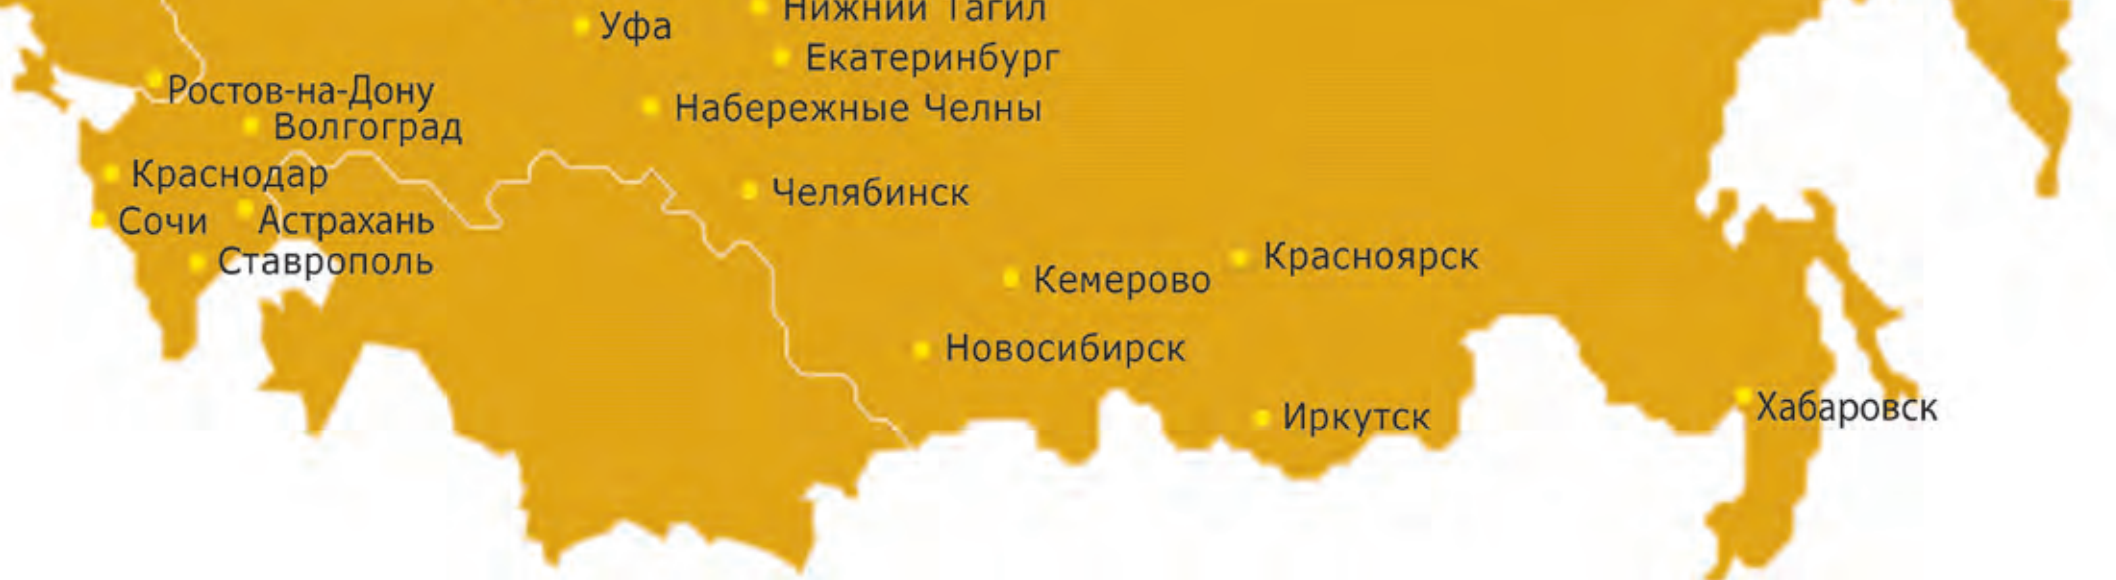 Нижний Тагил
Уфа
Екатеринбург
Ростов-на-Дону
Набережные Челны
Волгоград
Краснодар
Челябинск
Сочи
Астрахань
Ставрополь
Красноярск
Кемерово
Новосибирск
Хабаровск
Иркутск